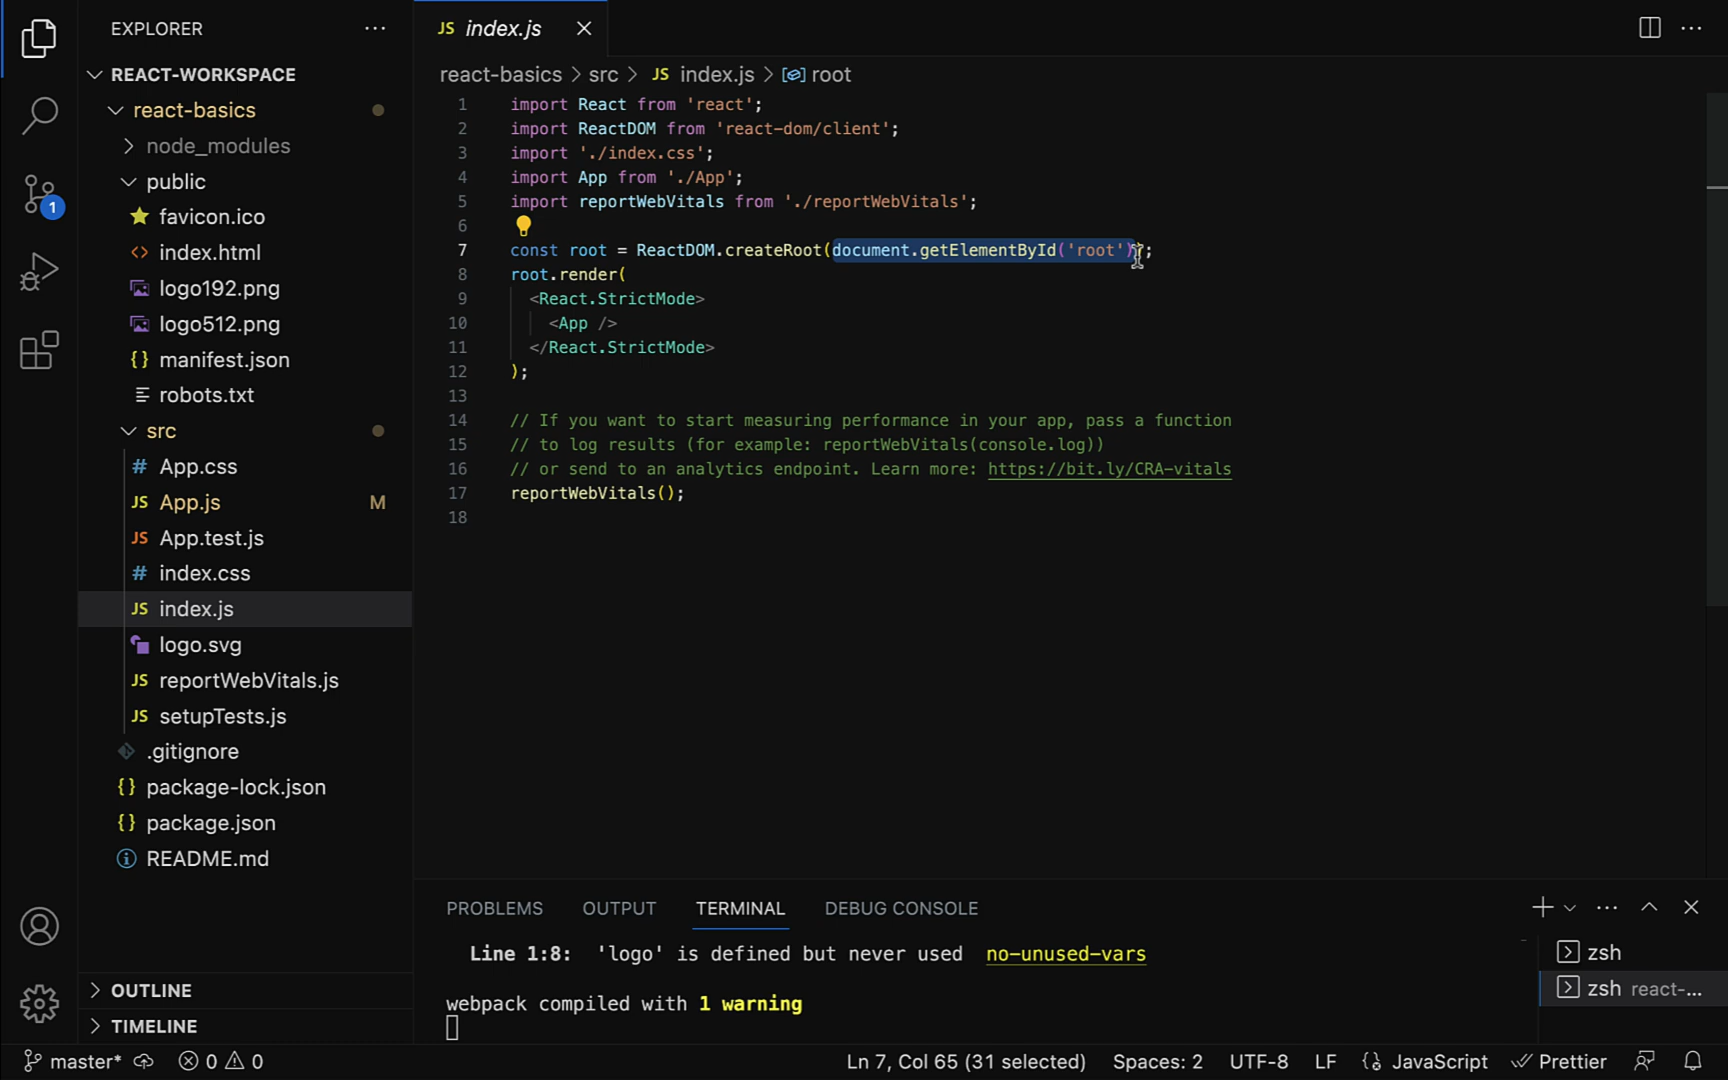 EXPLORER
REACT-WORKSPACE
react-basics
node_modules
public
favicon.ico
index.html
logo192.png
logo512.png
manifest.json
robots.txt
src
App.css
App.js M
App.test.js
index.css
index.js
logo.svg
reportWebVitals.js
setupTests.js
.gitignore
package-lock.json
package.json
README.md
OUTLINE
TIMELINE
1
JS index.js
react-basics > src > JS index.js > root
1 import React from 'react';
2 import ReactDOM from 'react-dom/client';
3 import './index.css';
4 import App from './App';
5 import reportWebVitals from './reportWebVitals';
6
7 const root = ReactDOM.createRoot(document.getElementById('root'));
8 root.render(
9 <React.StrictMode>
10 <App />
11 </React.StrictMode>
12 );
13
14 // If you want to start measuring performance in your app, pass a function
15 // to log results (for example: reportWebVitals(console.log))
16 // or send to an analytics endpoint. Learn more: https://bit.ly/CRA-vitals
17 reportWebVitals();
18
PROBLEMS OUTPUT TERMINAL DEBUG CONSOLE
Line 1:8: 'logo' is defined but never used no-unused-vars
webpack compiled with 1 warning
zsh
zsh react-...
master* 0 0 Ln 7, Col 65 (31 selected) Spaces: 2 UTF-8 LF JavaScript Prettier